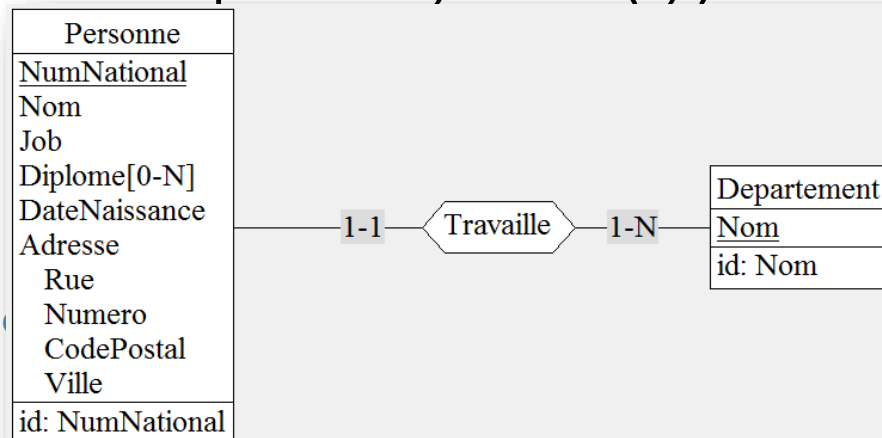 Personne
NumNational
Nom
Job
Diplome[0-N]
DateNaissance
Adresse
Rue
Numero
CodePostal
Ville
id: NumNational
1-1
Travaille
1-N
Departement
Nom
id: Nom